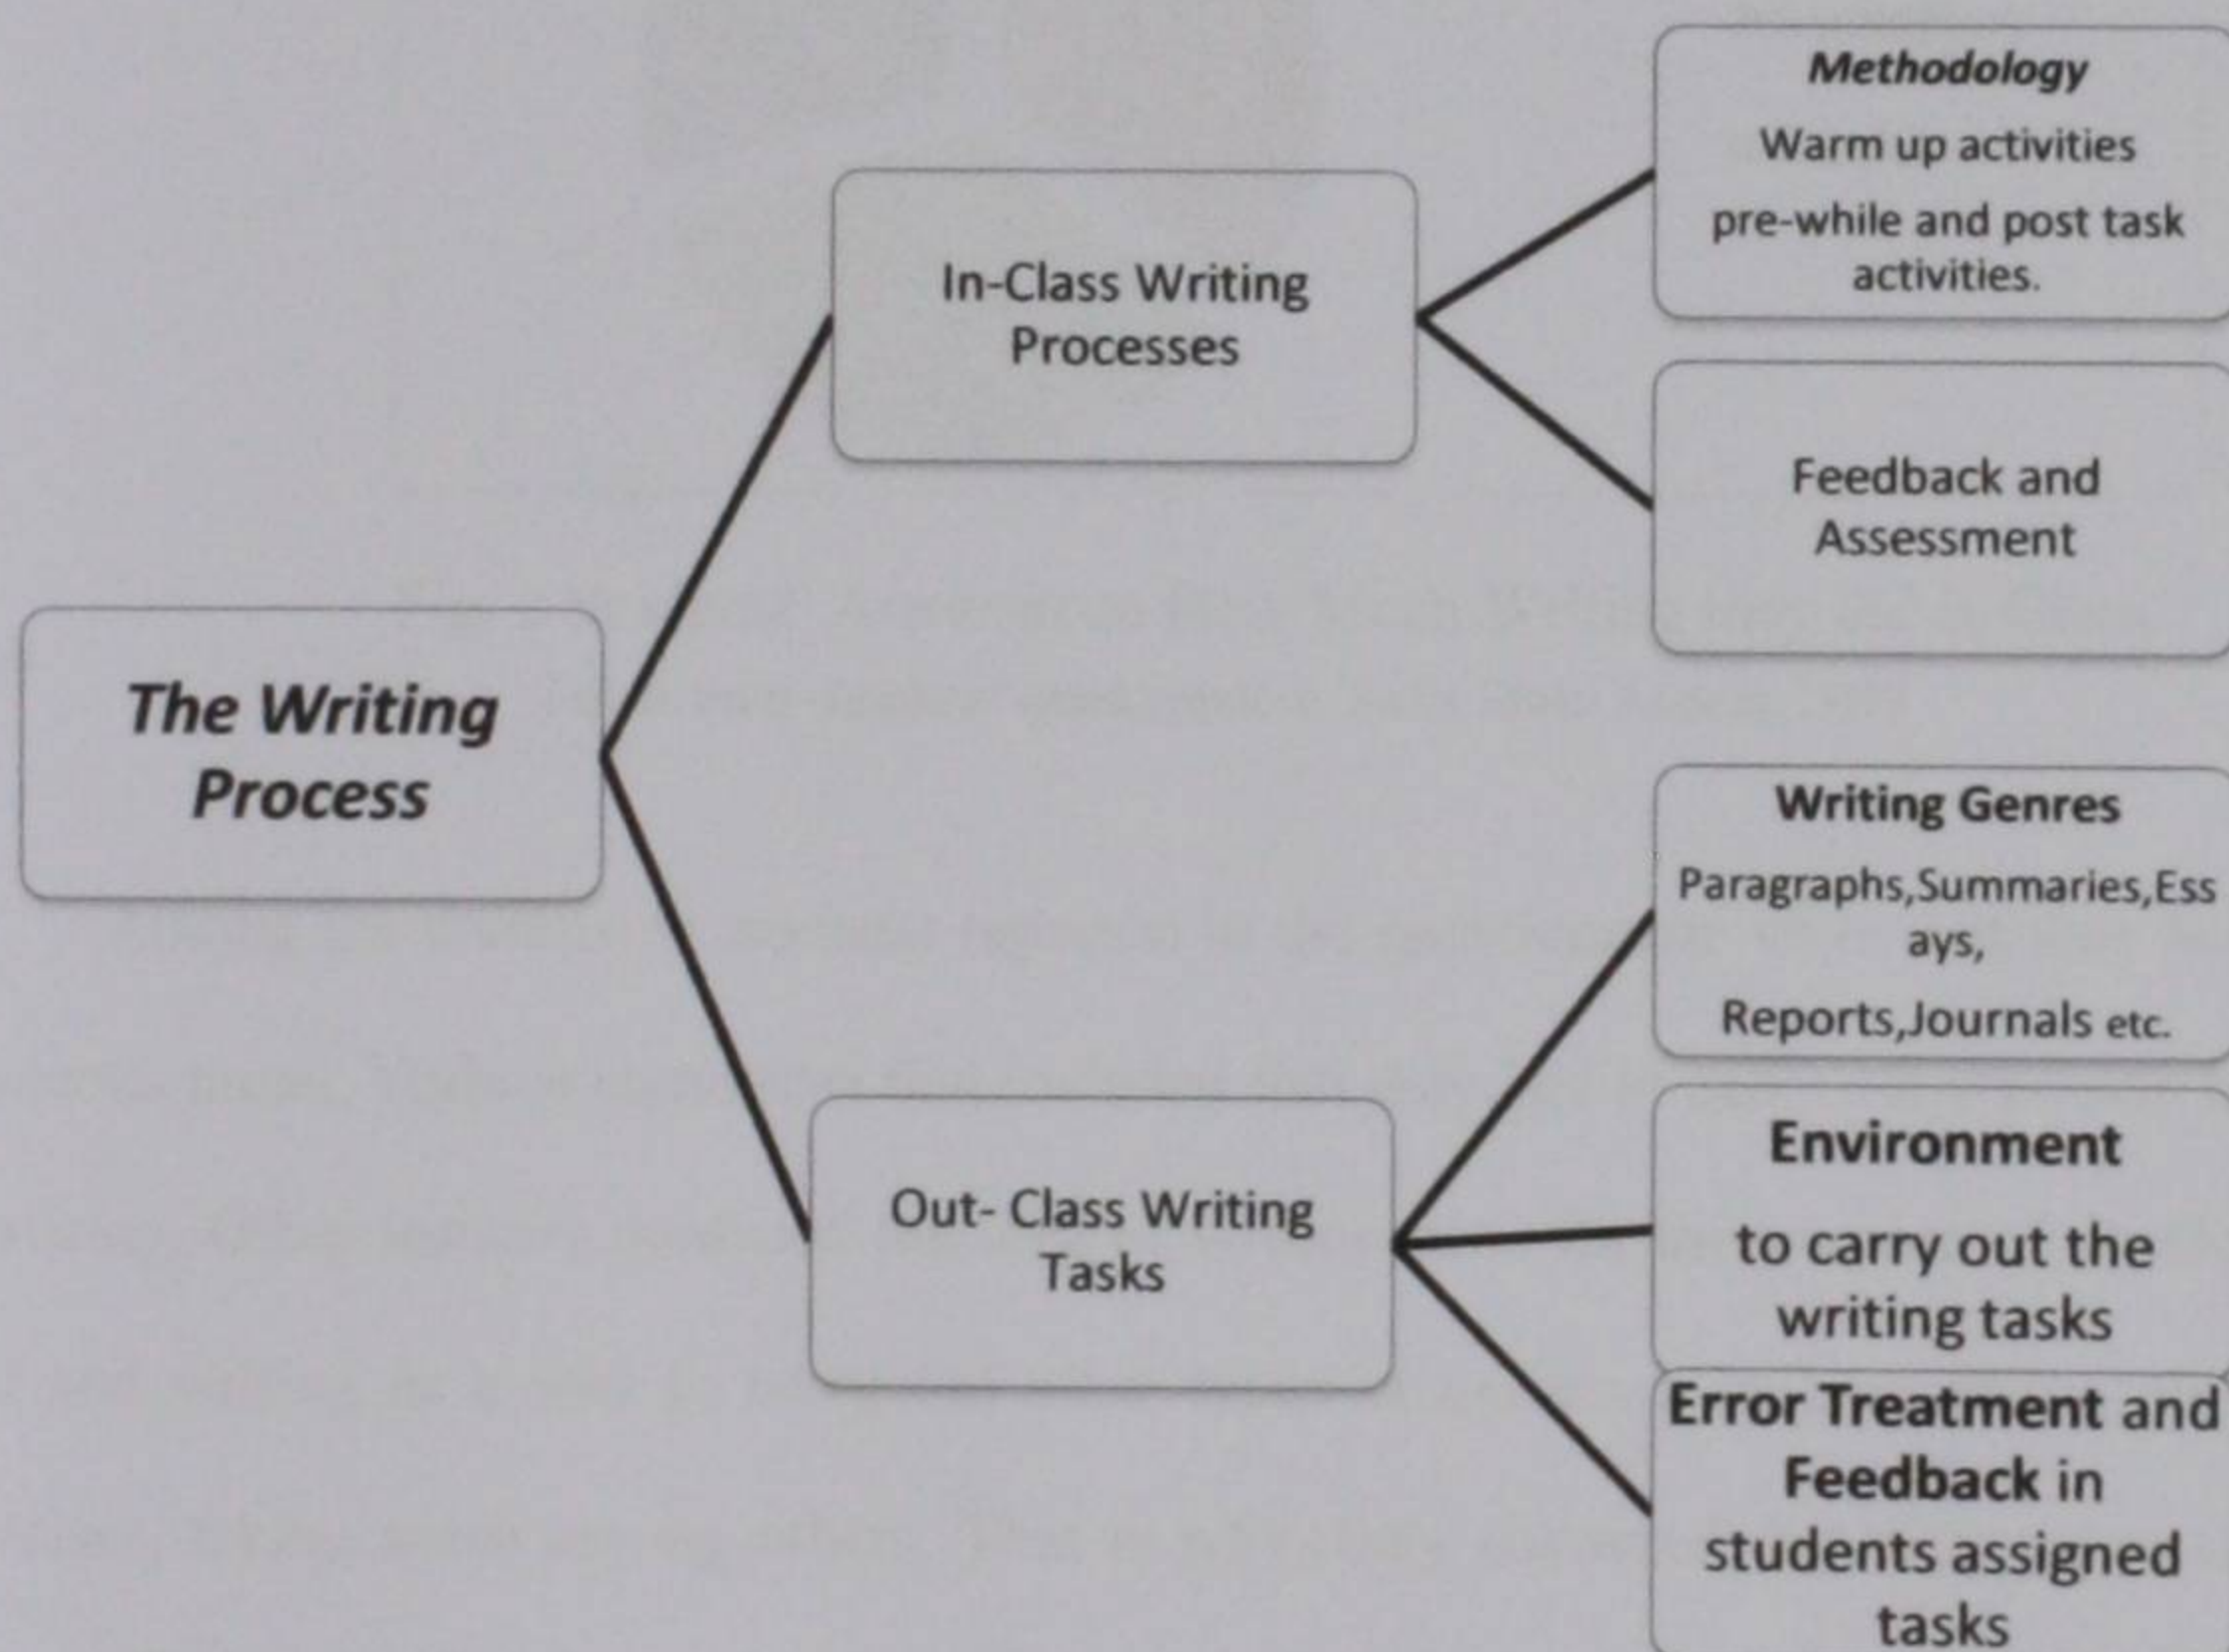 The Writing
Process
In-Class Writing
Processes
Methodology
Warm up activities
pre-while and post task
activities.
Feedback and
Assessment
Out- Class Writing
Tasks
Writing Genres
Paragraphs,Summaries,Ess
ays,
Reports,Journals etc.
Environment
to carry out the
writing tasks
Error Treatment and
Feedback in
students assigned
tasks